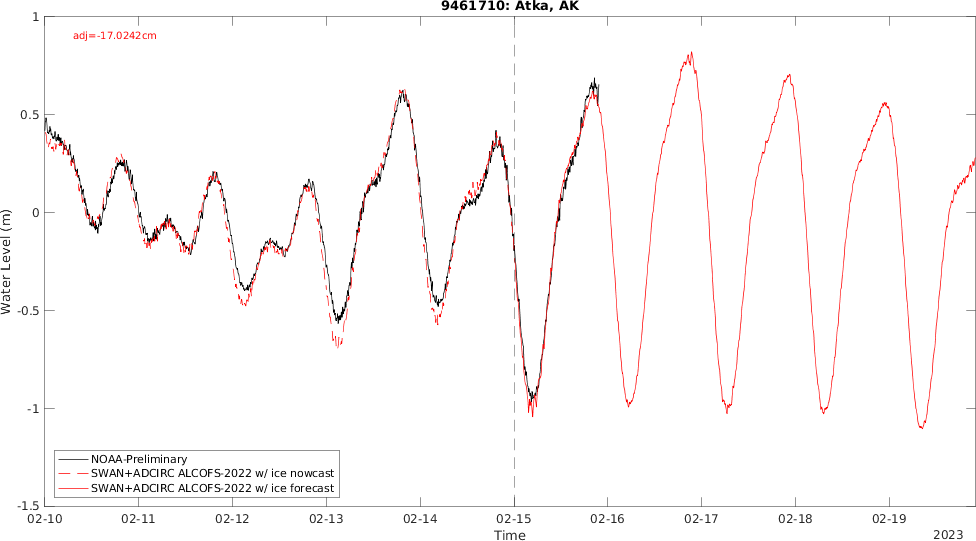 9461710: Atka, AK
adj=-17.0242cm
1
0.5
0
-0.5
-1
-1.5
Water Level (m)
NOAA-Preliminary
SWAN+ADCIRC ALCOFS-2022 w/ ice nowcast
SWAN+ADCIRC ALCOFS-2022 w/ ice forecast
02-10 02-11 02-12 02-13 02-14 02-15 02-16 02-17 02-18 02-19
Time
2023